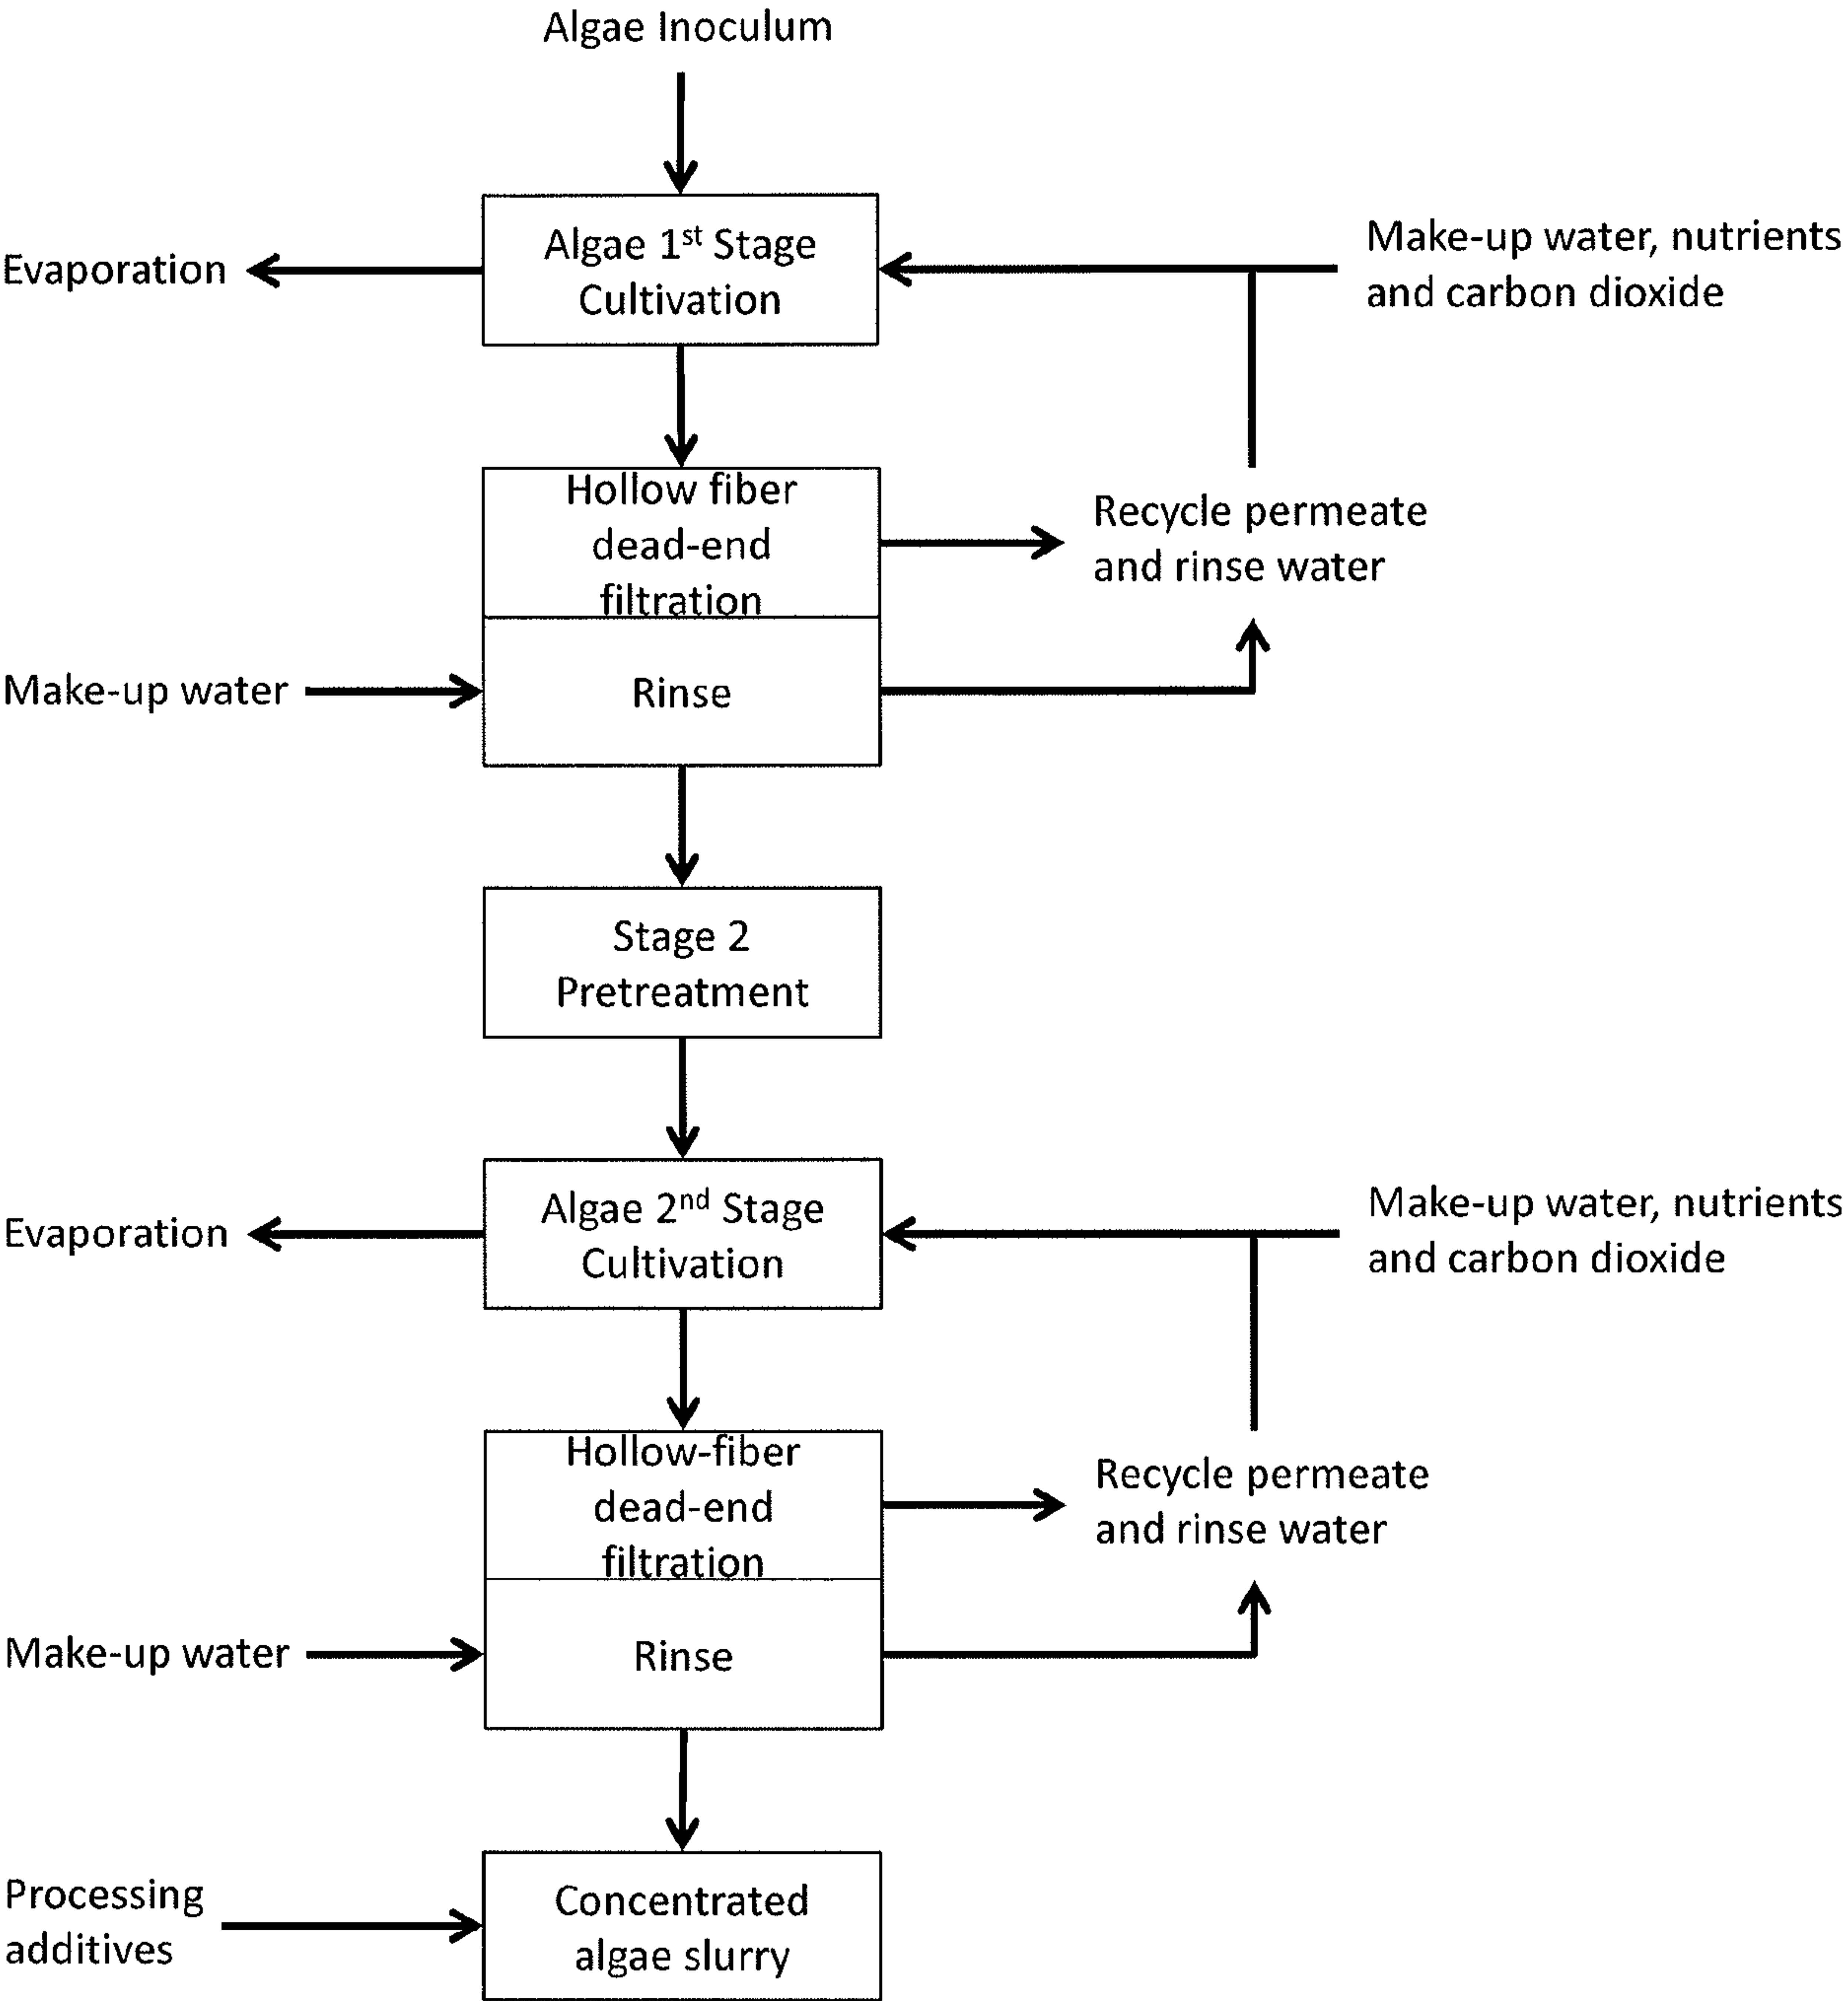 Algae Inoculum
Algae 1st Stage
Cultivation
Evaporation
Make-up water, nutrients
and carbon dioxide
Hollow fiber
dead-end
filtration
Recycle permeate
and rinse water
Make-up water
Rinse
Stage 2
Pretreatment
Algae 2nd Stage
Cultivation
Evaporation
Make-up water, nutrients
and carbon dioxide
Hollow-fiber
dead-end
filtration
Recycle permeate
and rinse water
Make-up water
Rinse
Processing
additives
Concentrated
algae slurry